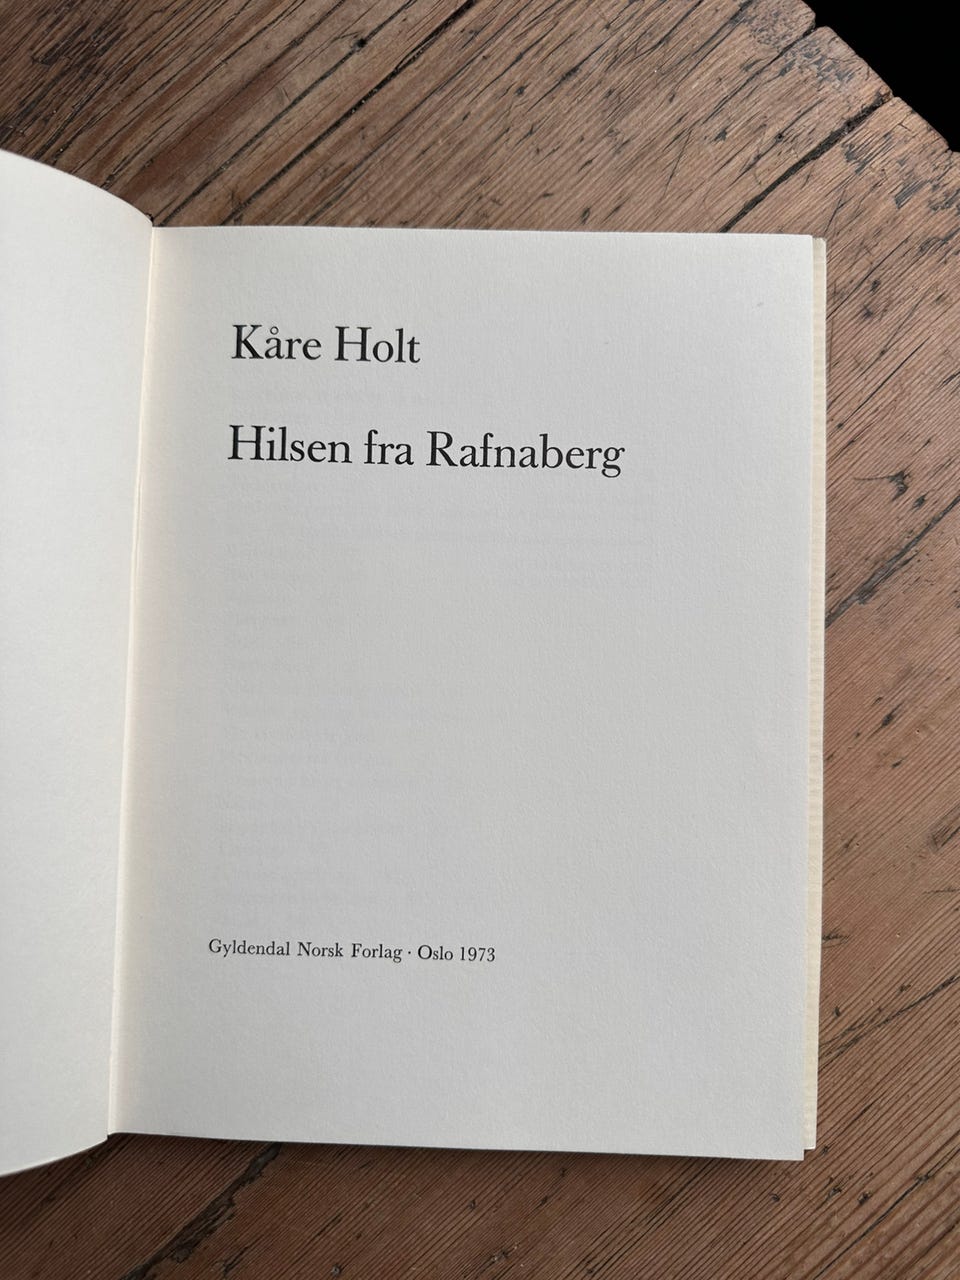 Kåre Holt
Hilsen fra Rafnaberg
Gyldendal Norsk Forlag · Oslo 1973